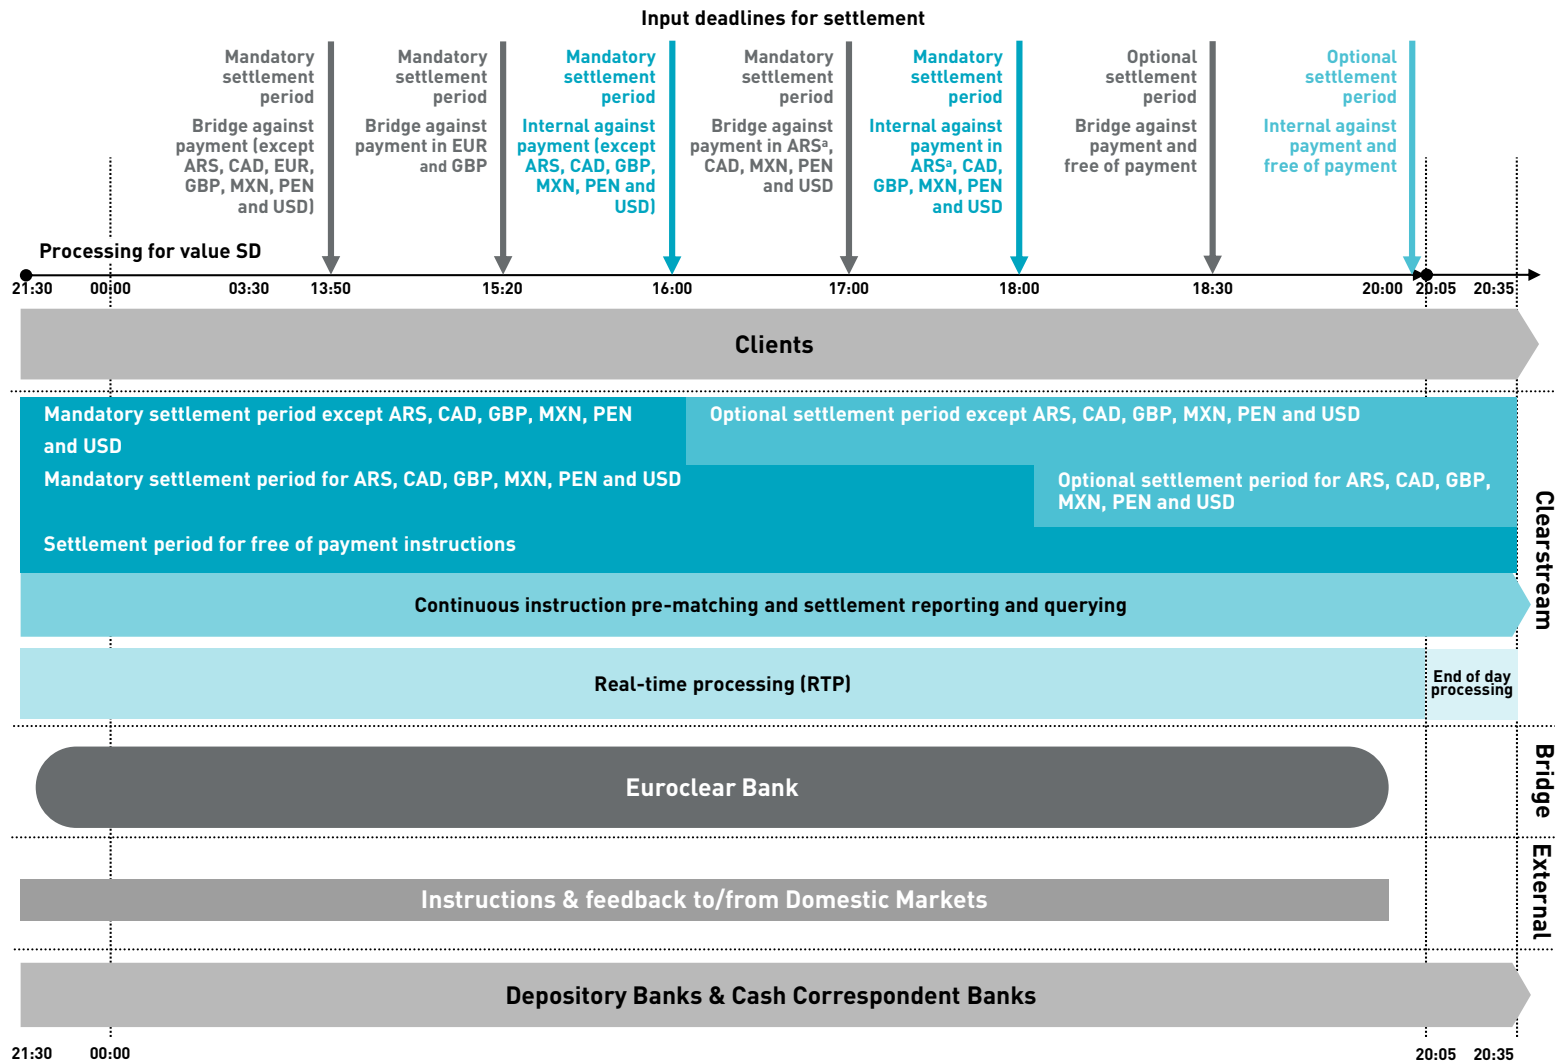 Input deadlines for settlement
Mandatory
settlement
period
Bridge against
payment (except
ARS, CAD, EUR,
GBP, MXN, PEN
and USD)
Mandatory
settlement
period
Bridge against
payment in EUR
and GBP
Mandatory
settlement
period
Internal against
payment (except
ARS, CAD, GBP,
MXN, PEN and
USD)
Mandatory
settlement
period
Bridge against
payment in ARSᵃ,
CAD, MXN, PEN
and USD
Mandatory
settlement
period
Internal against
payment in
ARSᵃ, CAD,
GBP, MXN, PEN
and USD
Optional
settlement
period
Bridge against
payment and
free of payment
Optional
settlement
period
Internal against
payment and
free of payment
Processing for value SD
21:30 00:00 03:30 13:50 15:20 16:00 17:00 18:00 18:30 20:00 20:05 20:35
Clients
Mandatory settlement period except ARS, CAD, GBP, MXN, PEN
and USD
Optional settlement period except ARS, CAD, GBP, MXN, PEN and USD
Mandatory settlement period for ARS, CAD, GBP, MXN, PEN and USD
Optional settlement period for ARS, CAD, GBP,
MXN, PEN and USD
Settlement period for free of payment instructions
Continuous instruction pre-matching and settlement reporting and querying
Real-time processing (RTP)
End of day
processing
Clearstream
Euroclear Bank
Bridge
Instructions & feedback to/from Domestic Markets
External
Depository Banks & Cash Correspondent Banks
21:30 00:00 20:05 20:35